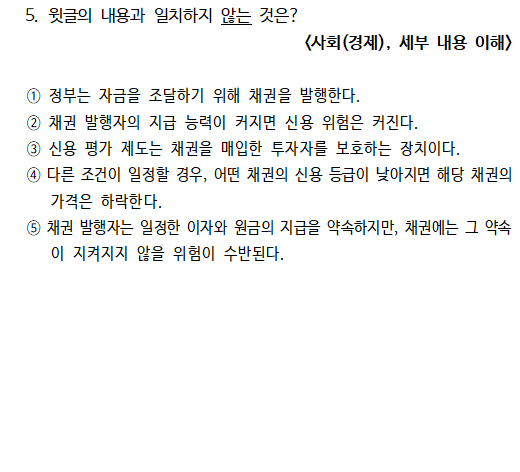 5. 윗글의 내용과 일치하지 않는 것은?
<사회(경제), 세부 내용 이해>
① 정부는 자금을 조달하기 위해 채권을 발행한다.
② 채권 발행자의 지급 능력이 커지면 신용 위험은 커진다.
③ 신용 평가 제도는 채권을 매입한 투자자를 보호하는 장치이다.
④ 다른 조건이 일정할 경우, 어떤 채권의 신용 등급이 낮아지면 해당 채권의
가격은 하락한다.
⑤ 채권 발행자는 일정한 이자와 원금의 지급을 약속하지만, 채권에는 그 약속
이 지켜지지 않을 위험이 수반된다.